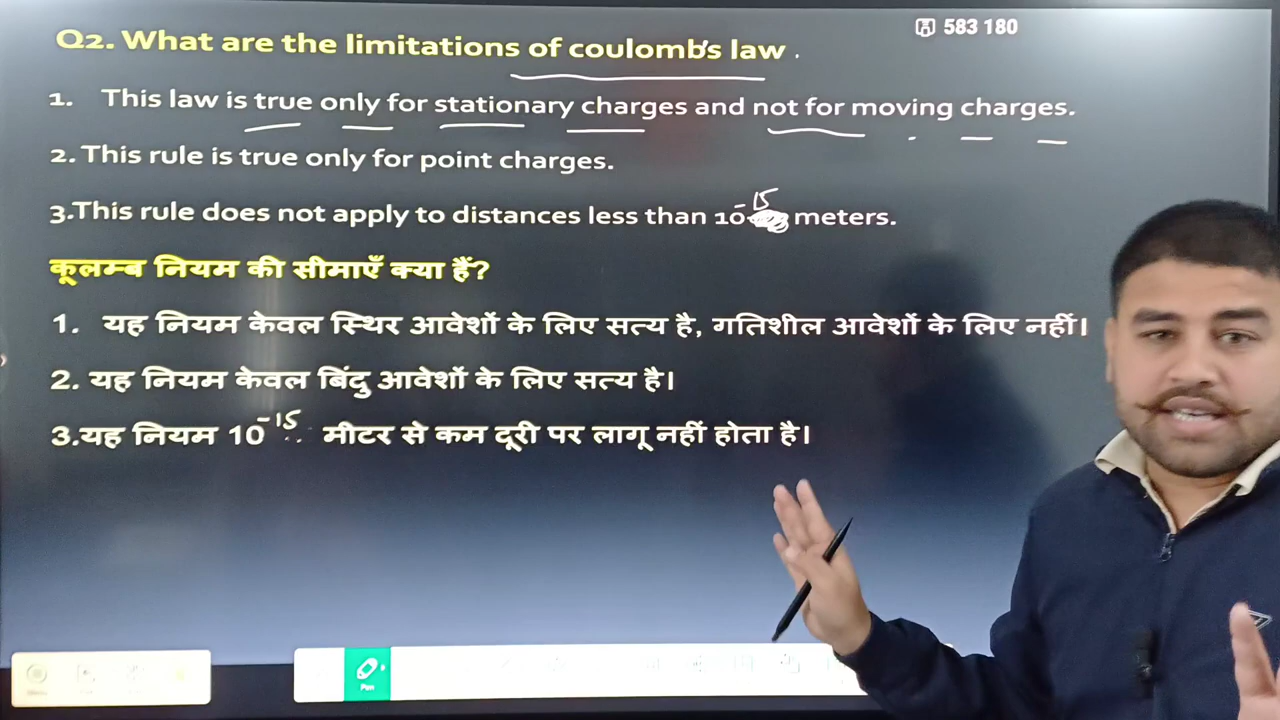 583 180
Q2. What are the limitations of coulomb's law .
1. This law is true only for stationary charges and not for moving charges.
2. This rule is true only for point charges.
3.This rule does not apply to distances less than 10-15 meters.
कूलम्ब नियम की सीमाएँ क्या हैं?
1. यह नियम केवल स्थिर आवेशों के लिए सत्य है, गतिशील आवेशों के लिए नहीं।
2. यह नियम केवल बिंदु आवेशों के लिए सत्य है।
3.यह नियम 10-15 मीटर से कम दूरी पर लागू नहीं होता है।
Pen